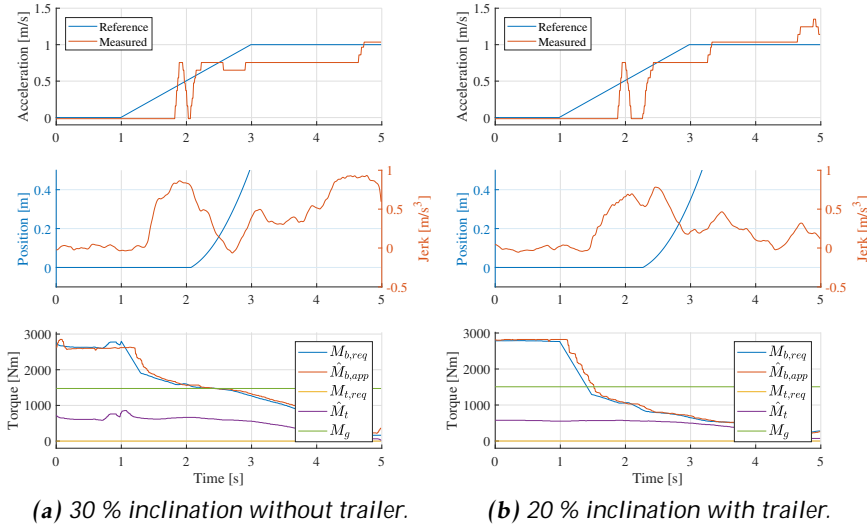 Acceleration [m/s]
1.5
1
0.5
0
Reference
Measured
0 1 2 3 4 5
Position [m]
0.4
0.2
0
1
0.5
0
-0.5
Jerk [m/s³]
0 1 2 3 4 5
Torque [Nm]
3000
2000
1000
0
M_{b,req}
M̂_{b,app}
M_{t,req}
M̂_t
M_g
0 1 2 3 4 5
Time [s]
(a) 30 % inclination without trailer.
Acceleration [m/s]
1.5
1
0.5
0
Reference
Measured
0 1 2 3 4 5
Position [m]
0.4
0.2
0
1
0.5
0
-0.5
Jerk [m/s³]
0 1 2 3 4 5
Torque [Nm]
3000
2000
1000
0
M_{b,req}
M̂_{b,app}
M_{t,req}
M̂_t
M_g
0 1 2 3 4 5
Time [s]
(b) 20 % inclination with trailer.